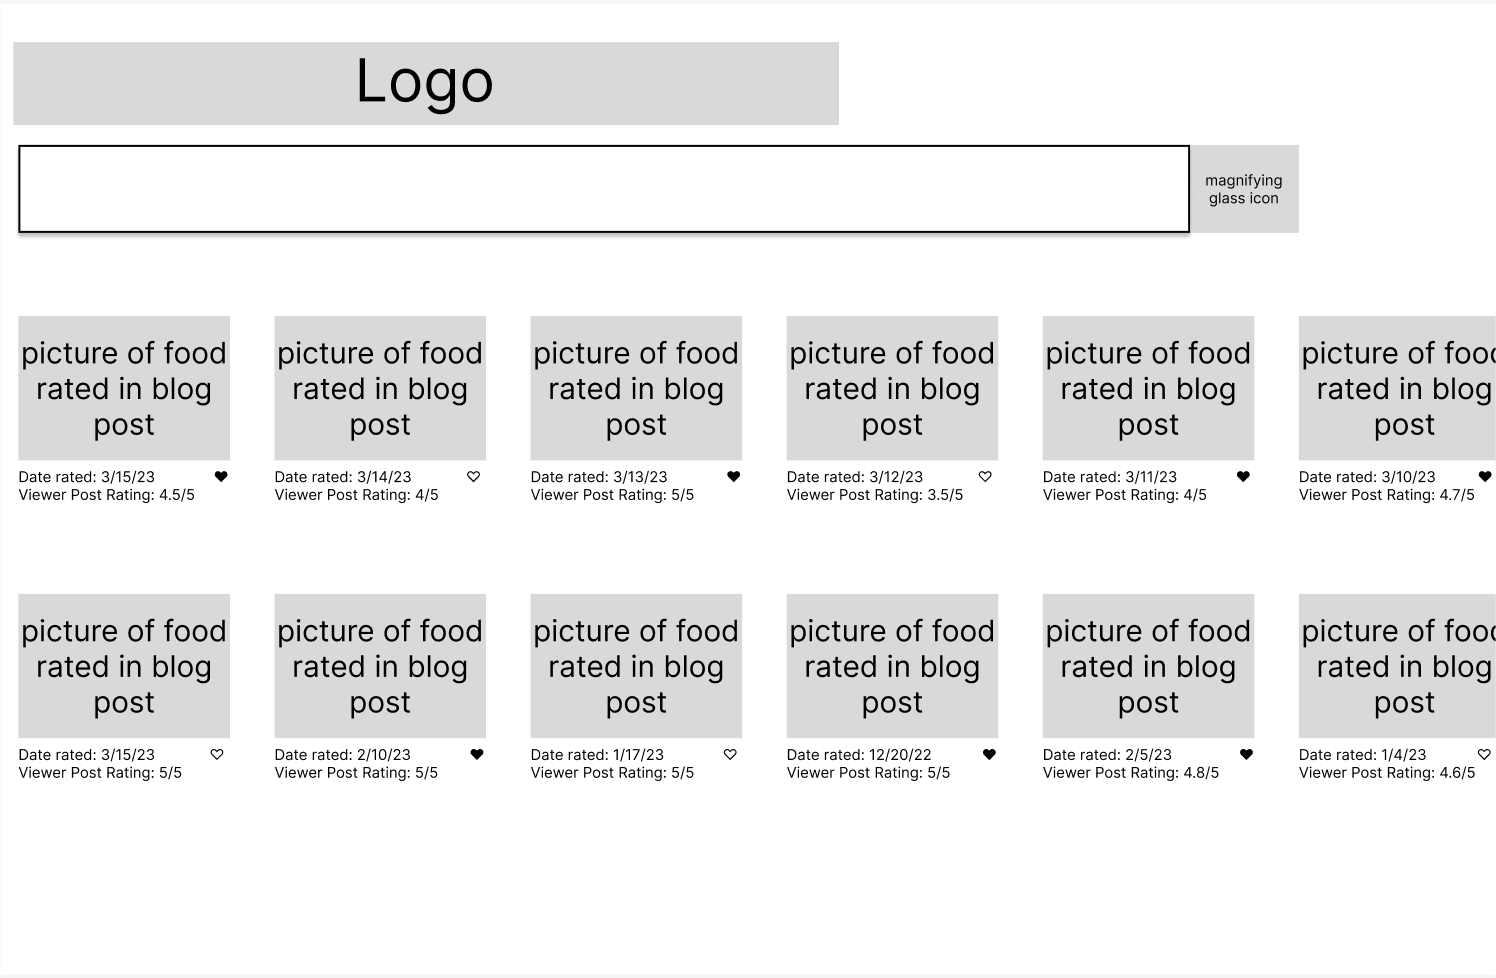 Logo
magnifying
glass icon
picture of food
rated in blog
post
Date rated: 3/15/23
Viewer Post Rating: 4.5/5
picture of food
rated in blog
post
Date rated: 3/14/23
Viewer Post Rating: 4/5
picture of food
rated in blog
post
Date rated: 3/13/23
Viewer Post Rating: 5/5
picture of food
rated in blog
post
Date rated: 3/12/23
Viewer Post Rating: 3.5/5
picture of food
rated in blog
post
Date rated: 3/11/23
Viewer Post Rating: 4/5
picture of foo
rated in blog
post
Date rated: 3/10/23
Viewer Post Rating: 4.7/5
picture of food
rated in blog
post
Date rated: 3/15/23
Viewer Post Rating: 5/5
picture of food
rated in blog
post
Date rated: 2/10/23
Viewer Post Rating: 5/5
picture of food
rated in blog
post
Date rated: 1/17/23
Viewer Post Rating: 5/5
picture of food
rated in blog
post
Date rated: 12/20/22
Viewer Post Rating: 5/5
picture of food
rated in blog
post
Date rated: 2/5/23
Viewer Post Rating: 4.8/5
picture of foo
rated in blog
post
Date rated: 1/4/23
Viewer Post Rating: 4.6/5